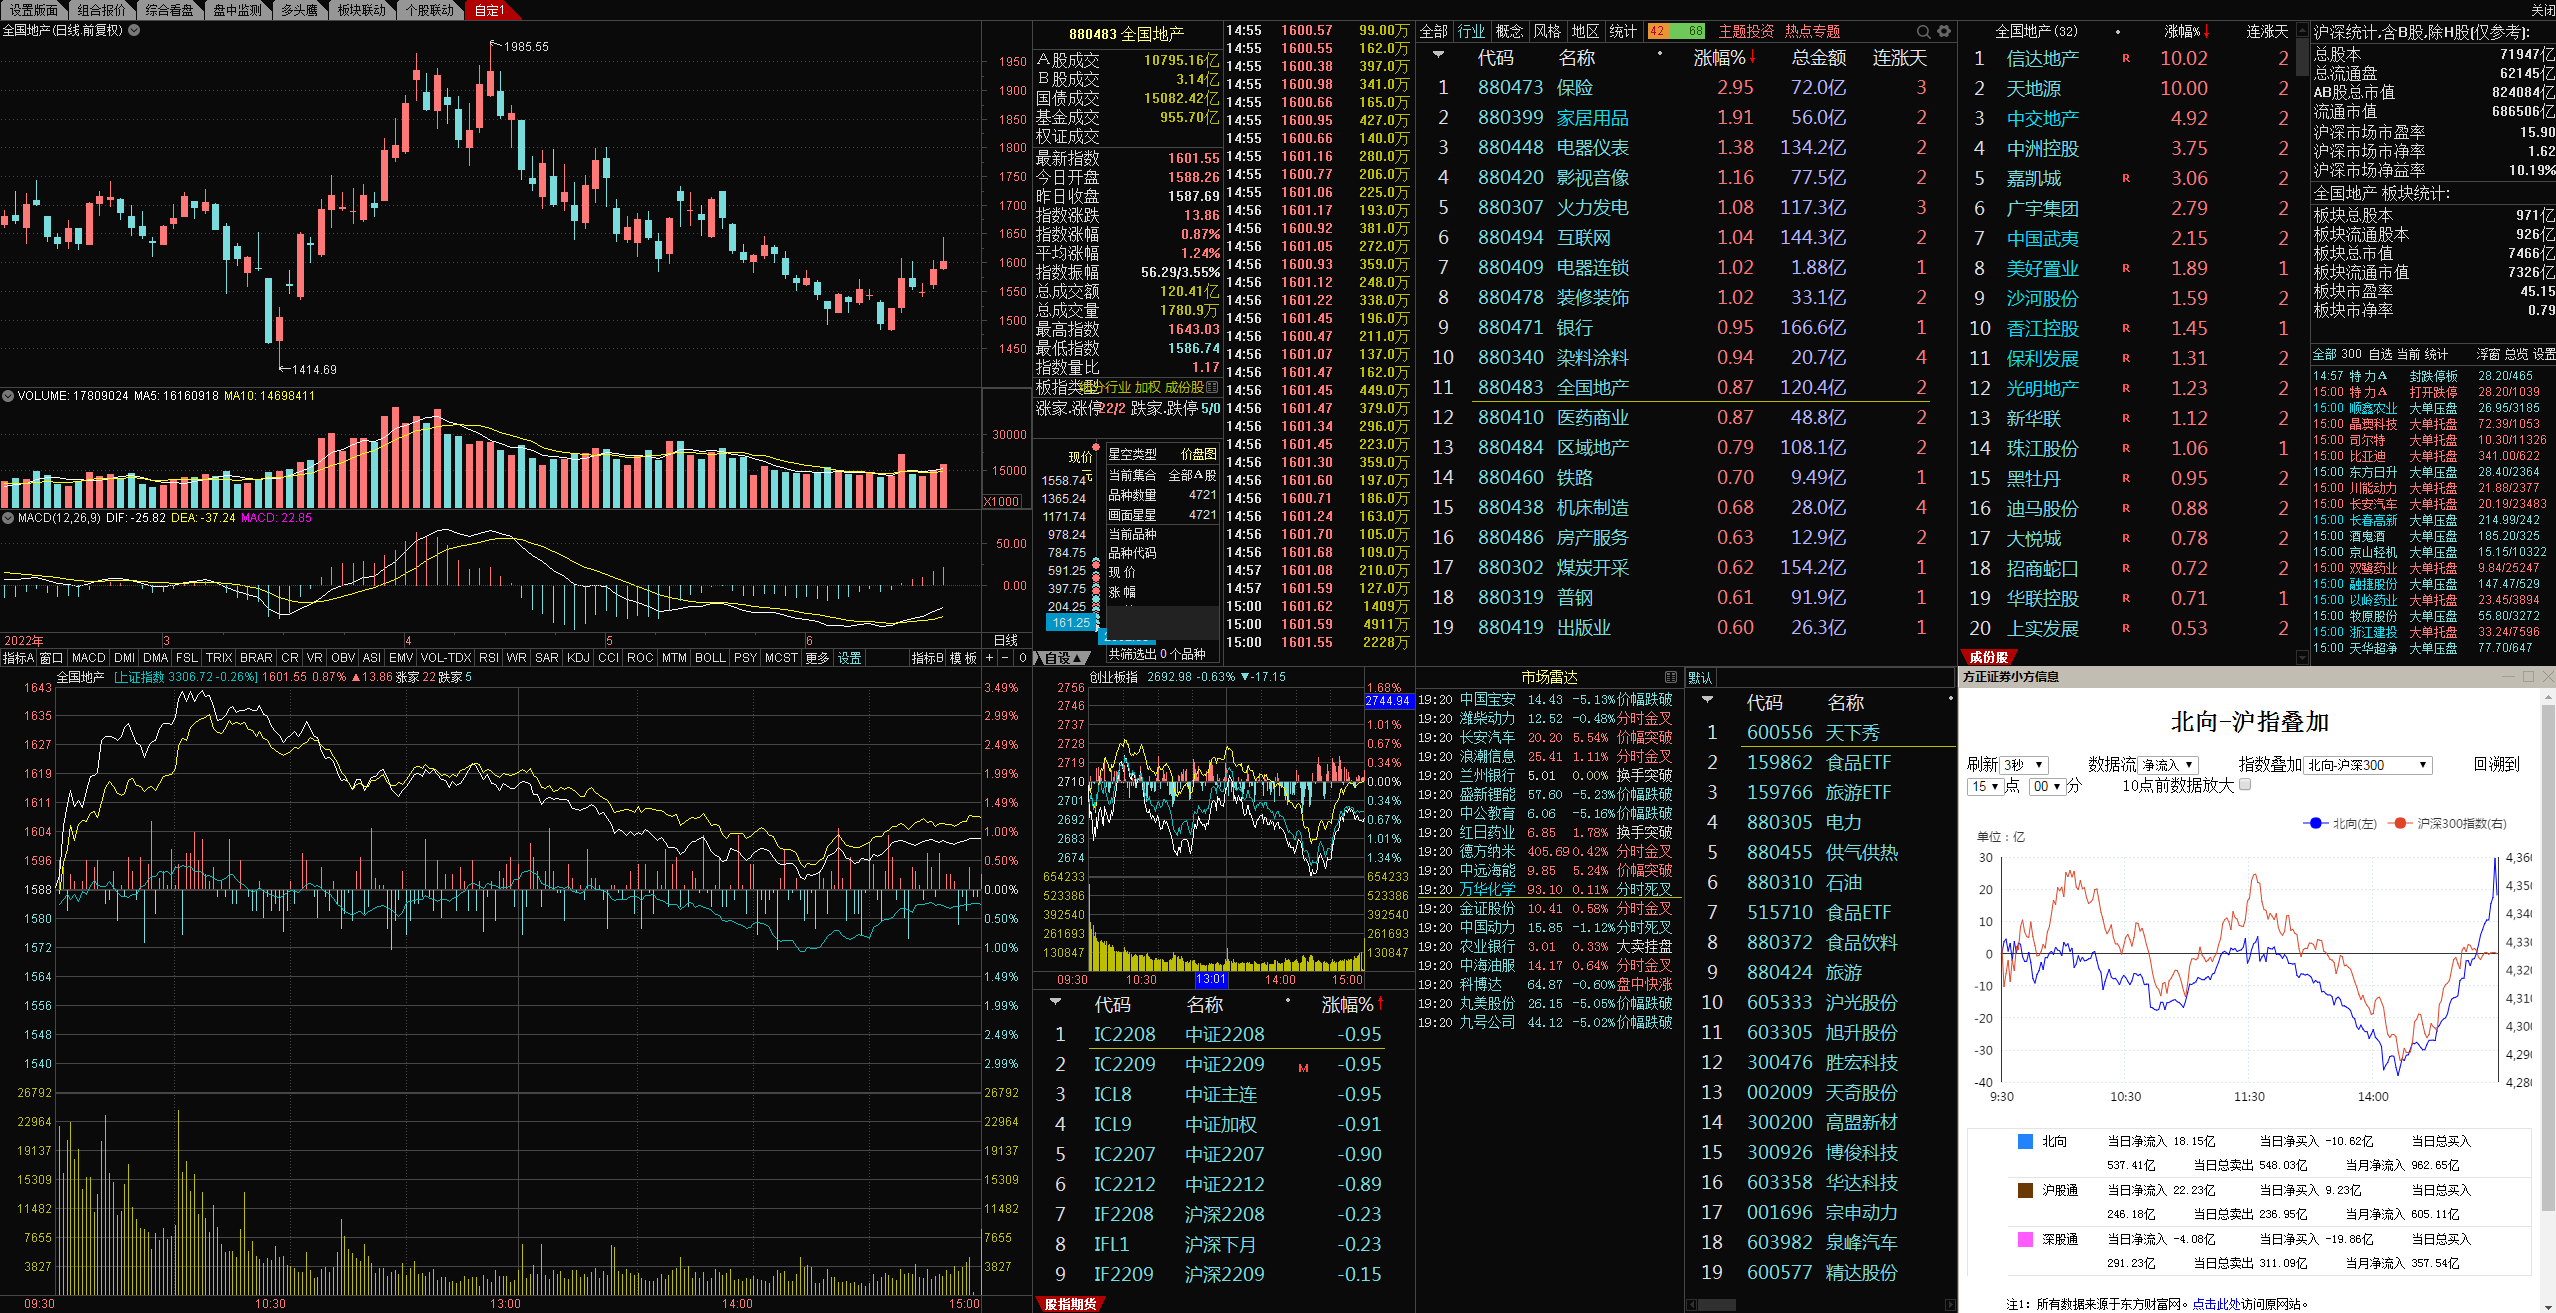 设置版面 组合报价 综合看盘 盘中监测 多头鹰 板块联动 个股联动 自定1 关闭
全国地产(日线.前复权)
1985.55
1414.69
1950
1900
1850
1800
1750
1700
1650
1600
1550
1500
1450
VOLUME: 17809024 MA5: 16160918 MA10: 14698411
30000
15000
X1000
MACD(12,26,9) DIF: -25.82 DEA: -37.24 MACD: 22.85
50.00
0.00
2022年 3 4 5 6 日线
指标A 窗口 MACD DMI DMA FSL TRIX BRAR CR VR OBV ASI EMV VOL-TDX RSI WR SAR KDJ CCI ROC MTM BOLL PSY MCST 更多 设置 指标B 模板 + - 0
880483 全国地产
A股成交 10795.16亿
B股成交 3.14亿
国债成交 15082.42亿
基金成交 955.70亿
权证成交
最新指数 1601.55
今日开盘 1588.26
昨日收盘 1587.69
指数涨跌 13.86
指数涨幅 0.87%
平均涨幅 1.24%
指数振幅 56.29/3.55%
总成交额 120.41亿
总成交量 1780.9万
最高指数 1643.03
最低指数 1586.74
指数量比 1.17
板指类型 细分行业 加权 成份股
涨家.涨停 22/2 跌家.跌停 5/0
现价
元
1558.74
1365.24
1171.74
978.24
784.75
591.25
397.75
204.25
161.25
星空类型 价盘图
当前集合 全部A股
品种数量 4721
画面星星 4721
当前品种
品种代码
现 价
涨 幅
共筛选出 0 个品种
自设▲
14:55 1600.57 99.00万
14:55 1600.55 162.0万
14:55 1600.38 397.0万
14:55 1600.98 341.0万
14:55 1600.66 165.0万
14:55 1600.95 427.0万
14:55 1600.66 140.0万
14:55 1601.16 280.0万
14:55 1600.77 206.0万
14:55 1601.06 225.0万
14:56 1601.17 193.0万
14:56 1600.92 381.0万
14:56 1601.05 272.0万
14:56 1600.93 359.0万
14:56 1601.12 248.0万
14:56 1601.22 338.0万
14:56 1601.45 196.0万
14:56 1600.47 211.0万
14:56 1601.07 137.0万
14:56 1601.47 162.0万
14:56 1601.45 449.0万
14:56 1601.47 379.0万
14:56 1601.34 296.0万
14:56 1601.45 223.0万
14:56 1601.30 359.0万
14:56 1601.60 197.0万
14:56 1600.71 186.0万
14:56 1601.24 163.0万
14:56 1601.70 105.0万
14:56 1601.68 109.0万
14:57 1601.08 210.0万
14:57 1601.59 127.0万
15:00 1601.62 1409万
15:00 1601.59 4911万
15:00 1601.55 2228万
全部 行业 概念 风格 地区 统计 42 68 主题投资 热点专题
代码 名称 涨幅%↓ 总金额 连涨天
1 880473 保险 2.95 72.0亿 3
2 880399 家居用品 1.91 56.0亿 2
3 880448 电器仪表 1.38 134.2亿 2
4 880420 影视音像 1.16 77.5亿 2
5 880307 火力发电 1.08 117.3亿 3
6 880494 互联网 1.04 144.3亿 2
7 880409 电器连锁 1.02 1.88亿 1
8 880478 装修装饰 1.02 33.1亿 2
9 880471 银行 0.95 166.6亿 1
10 880340 染料涂料 0.94 20.7亿 4
11 880483 全国地产 0.87 120.4亿 2
12 880410 医药商业 0.87 48.8亿 2
13 880484 区域地产 0.79 108.1亿 2
14 880460 铁路 0.70 9.49亿 1
15 880438 机床制造 0.68 28.0亿 4
16 880486 房产服务 0.63 12.9亿 2
17 880302 煤炭开采 0.62 154.2亿 1
18 880319 普钢 0.61 91.9亿 1
19 880419 出版业 0.60 26.3亿 1
全国地产(32) 涨幅%↓ 连涨天
1 信达地产 R 10.02 2
2 天地源 10.00 2
3 中交地产 4.92 2
4 中洲控股 3.75 2
5 嘉凯城 R 3.06 2
6 广宇集团 2.79 2
7 中国武夷 2.15 2
8 美好置业 R 1.89 1
9 沙河股份 1.59 2
10 香江控股 R 1.45 1
11 保利发展 R 1.31 2
12 光明地产 R 1.23 2
13 新华联 R 1.12 2
14 珠江股份 R 1.06 1
15 黑牡丹 R 0.95 2
16 迪马股份 R 0.88 2
17 大悦城 R 0.78 2
18 招商蛇口 R 0.72 2
19 华联控股 R 0.71 1
20 上实发展 R 0.53 2
成份股
沪深统计,含B股,除H股(仅参考):
总股本 71947亿
总流通盘 62145亿
AB股总市值 824084亿
流通市值 686506亿
沪深市场市盈率 15.90
沪深市场市净率 1.62
沪深市场净益率 10.19%
全国地产 板块统计:
板块总股本 971亿
板块流通股本 926亿
板块总市值 7466亿
板块流通市值 7326亿
板块市盈率 45.15
板块市净率 0.79
全部 300 自选 当前 统计 浮窗 总览 设置
14:57 特 力A 封跌停板 28.20/465
15:00 特 力A 打开跌停 28.20/1039
15:00 顺鑫农业 大单压盘 26.95/3185
15:00 晶澳科技 大单托盘 72.39/1053
15:00 司尔特 大单托盘 10.30/11326
15:00 比亚迪 大单托盘 341.00/622
15:00 东方日升 大单压盘 28.40/2364
15:00 川能动力 大单托盘 21.88/2377
15:00 长安汽车 大单托盘 20.19/23483
15:00 长春高新 大单压盘 214.99/242
15:00 酒鬼酒 大单压盘 185.20/325
15:00 京山轻机 大单压盘 15.15/10322
15:00 双鹭药业 大单托盘 9.84/25247
15:00 融捷股份 大单压盘 147.47/529
15:00 以岭药业 大单托盘 23.45/3894
15:00 牧原股份 大单压盘 55.80/3272
15:00 浙江建投 大单托盘 33.24/7596
15:00 天华超净 大单压盘 77.70/647
全国地产 [上证指数 3306.72 -0.26%] 1601.55 0.87% ▲13.86 涨家 22 跌家 5
1643 3.49%
1635 2.99%
1627 2.49%
1619 1.99%
1611 1.49%
1604 1.00%
1596 0.50%
1588 0.00%
1580 0.50%
1572 1.00%
1564 1.49%
1556 1.99%
1548 2.49%
1540 2.99%
26792 26792
22964 22964
19137 19137
15309 15309
11482 11482
7655 7655
3827 3827
09:30 10:30 13:00 14:00 15:00
创业板指 2692.98 -0.63% ▼-17.15
2756 1.68%
2746 2744.94
2737 1.01%
2728 0.67%
2719 0.34%
2710 0.00%
2701 0.34%
2692 0.67%
2683 1.01%
2674 1.34%
654233 654233
523386 523386
392540 392540
261693 261693
130847 130847
09:30 10:30 13:01 14:00 15:00
代码 名称 涨幅%↑
1 IC2208 中证2208 -0.95
2 IC2209 中证2209 M -0.95
3 ICL8 中证主连 -0.95
4 ICL9 中证加权 -0.91
5 IC2207 中证2207 -0.90
6 IC2212 中证2212 -0.89
7 IF2208 沪深2208 -0.23
8 IFL1 沪深下月 -0.23
9 IF2209 沪深2209 -0.15
股指期货
市场雷达
19:20 中国宝安 14.43 -5.13% 价幅跌破
19:20 潍柴动力 12.52 -0.48% 分时金叉
19:20 长安汽车 20.20 5.54% 价幅突破
19:20 浪潮信息 25.41 1.11% 分时金叉
19:20 兰州银行 5.01 0.00% 换手突破
19:20 盛新锂能 57.60 -5.23% 价幅跌破
19:20 中公教育 6.06 -5.16% 价幅跌破
19:20 红日药业 6.85 1.78% 换手突破
19:20 德方纳米 405.69 0.42% 分时金叉
19:20 中远海能 9.85 5.24% 价幅突破
19:20 万华化学 93.10 0.11% 分时死叉
19:20 金证股份 10.41 0.58% 分时金叉
19:20 中国动力 15.85 -1.12% 分时死叉
19:20 农业银行 3.01 0.33% 大卖挂盘
19:20 中海油服 14.17 0.64% 分时金叉
19:20 科博达 64.87 -0.60% 盘中快涨
19:20 丸美股份 26.15 -5.05% 价幅跌破
19:20 九号公司 44.12 -5.02% 价幅跌破
默认
代码 名称
1 600556 天下秀
2 159862 食品ETF
3 159766 旅游ETF
4 880305 电力
5 880455 供气供热
6 880310 石油
7 515710 食品ETF
8 880372 食品饮料
9 880424 旅游
10 605333 沪光股份
11 603305 旭升股份
12 300476 胜宏科技
13 002009 天奇股份
14 300200 高盟新材
15 300926 博俊科技
16 603358 华达科技
17 001696 宗申动力
18 603982 泉峰汽车
19 600577 精达股份
方正证券小方信息
北向-沪指叠加
刷新 3秒 数据流 净流入 指数叠加 北向-沪深300 回溯到
15 点 00 分 10点前数据放大
北向(左) 沪深300指数(右)
单位：亿
30 4,360
20 4,350
10 4,340
0 4,330
-10 4,320
-20 4,310
-30 4,300
-40 4,290
4,280
9:30 10:30 11:30 14:00
北向 当日净流入 18.15亿 当日净买入 -10.62亿 当日总买入
537.41亿 当日总卖出 548.03亿 当月净流入 962.65亿
沪股通 当日净流入 22.23亿 当日净买入 9.23亿 当日总买入
246.18亿 当日总卖出 236.95亿 当月净流入 605.11亿
深股通 当日净流入 -4.08亿 当日净买入 -19.86亿 当日总买入
291.23亿 当日总卖出 311.09亿 当月净流入 357.54亿
注1：所有数据来源于东方财富网。点击此处访问原网站。